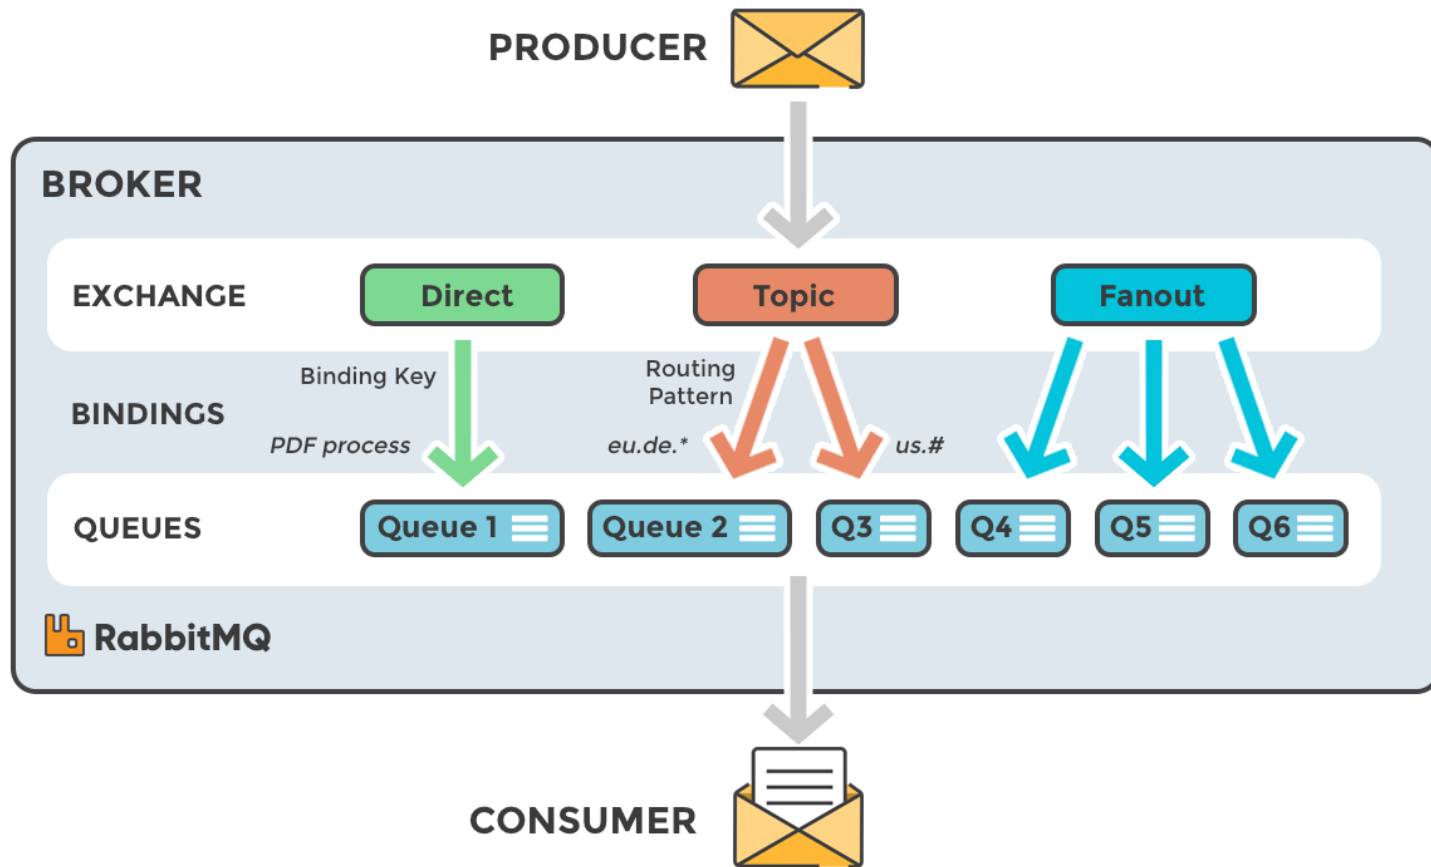 PRODUCER
BROKER
EXCHANGE
Direct
Topic
Fanout
Binding Key
Routing
Pattern
BINDINGS
PDF process
eu.de.*
us.#
QUEUES
Queue 1
Queue 2
Q3
Q4
Q5
Q6
RabbitMQ
CONSUMER